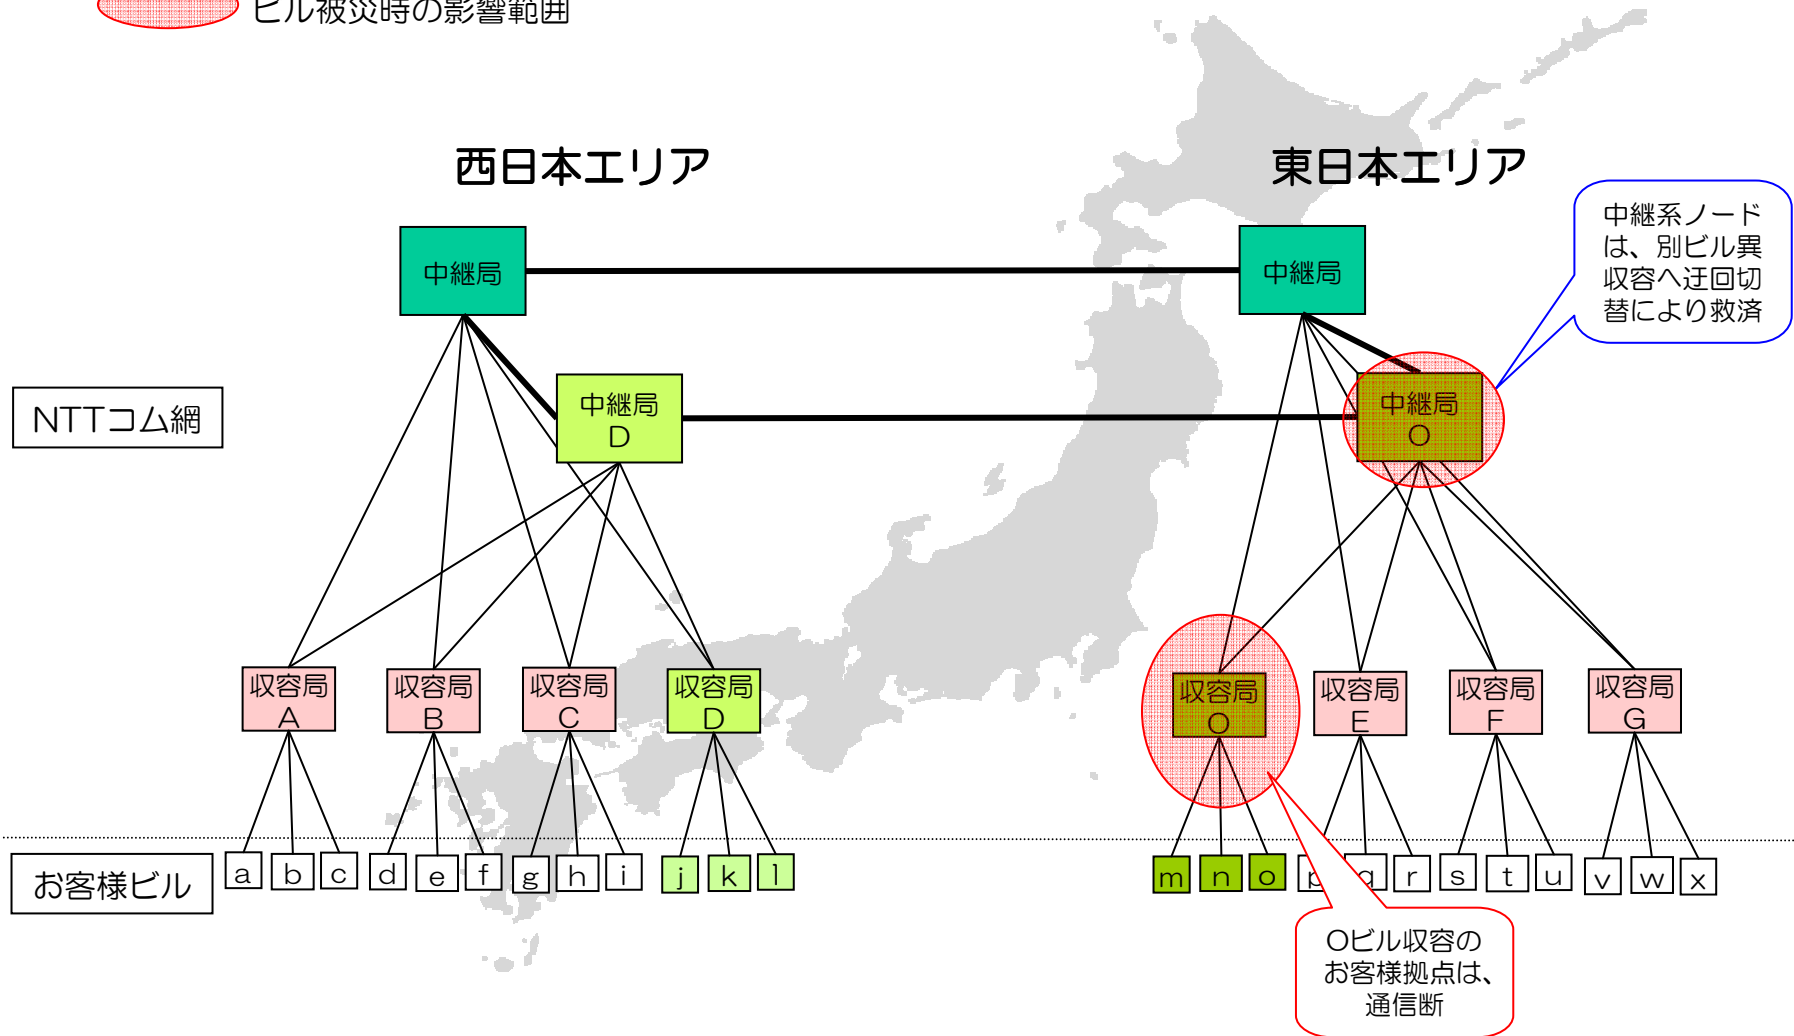 ビル被災時の影響範囲
西日本エリア
東日本エリア
中継系ノード
は、別ビル異
収容へ迂回切
替により救済
中継局
中継局
NTTコム網
中継局
D
中継局
O
収容局
A
収容局
B
収容局
C
収容局
D
収容局
O
収容局
E
収容局
F
収容局
G
お客様ビル
a
b
c
d
e
f
g
h
i
j
k
l
m
n
o
p
q
r
s
t
u
v
w
x
Oビル収容の
お客様拠点は、
通信断